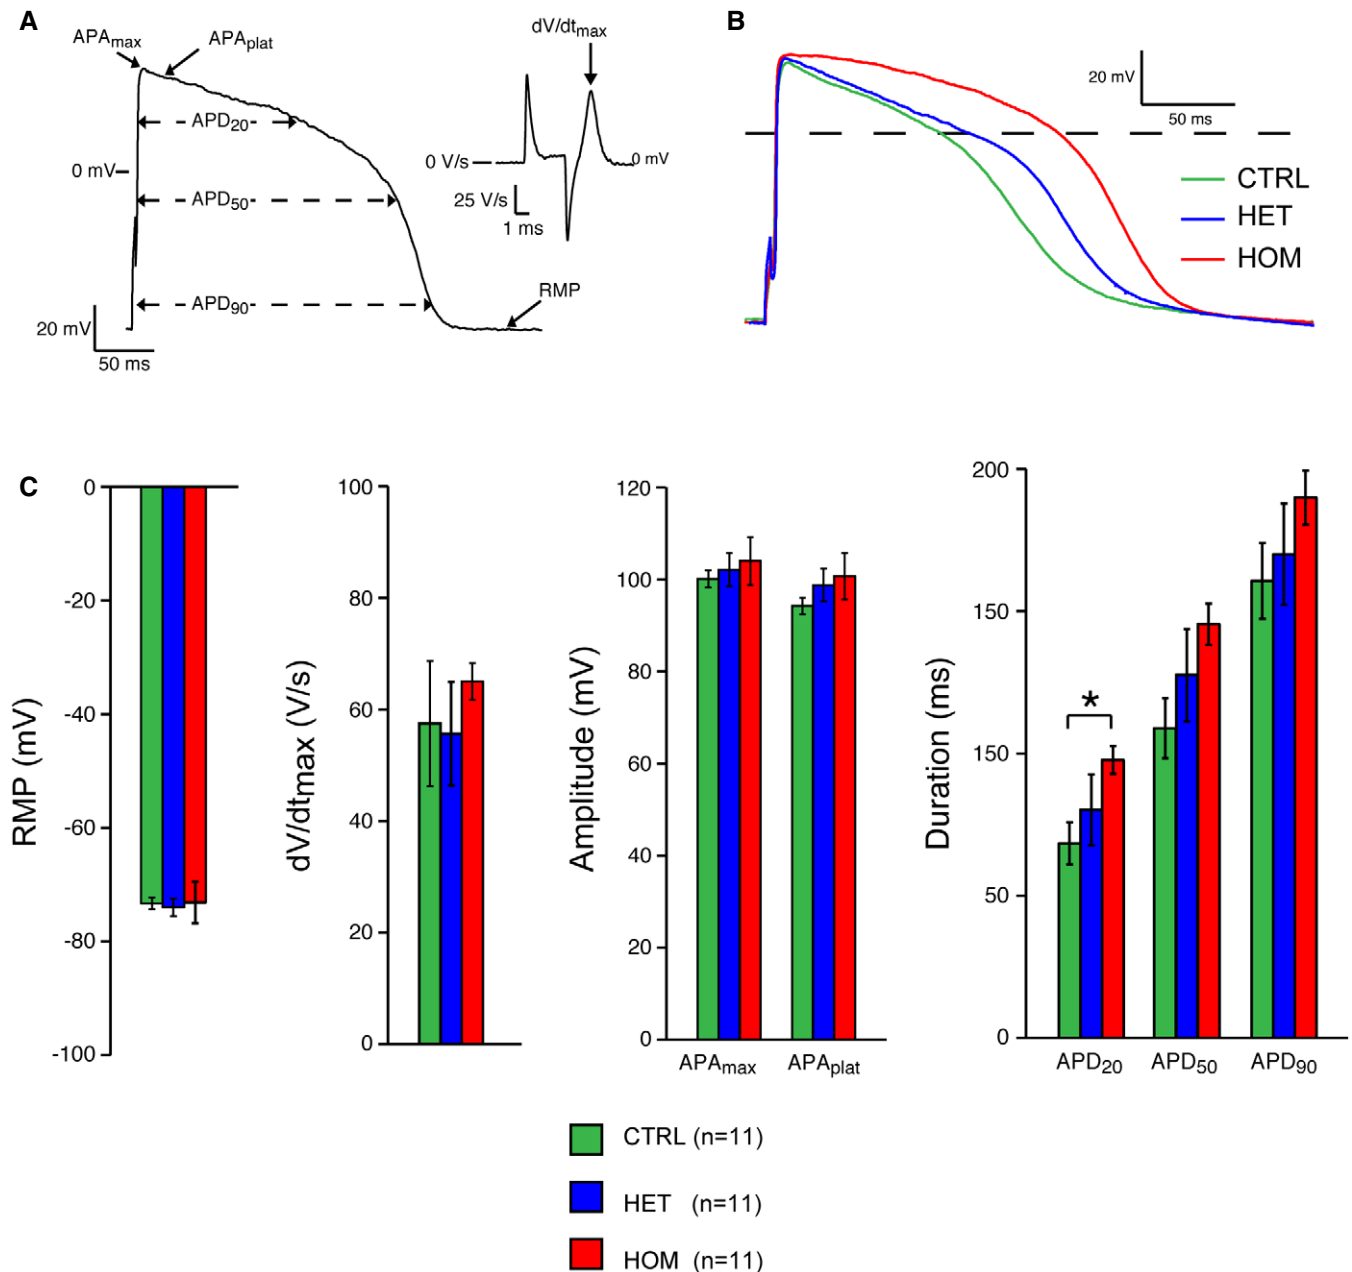 A
APAmax
APAplat
dV/dtmax
APD20
0 mV
APD50
APD90
20 mV
50 ms
RMP
0 V/s
0 mV
25 V/s
1 ms
B
20 mV
50 ms
CTRL
HET
HOM
C
RMP (mV)
0
-20
-40
-60
-80
-100
dV/dtmax (V/s)
100
80
60
40
20
0
Amplitude (mV)
120
100
80
60
40
20
0
APAmax
APAplat
Duration (ms)
200
150
150
50
0
*
APD20
APD50
APD90
CTRL (n=11)
HET (n=11)
HOM (n=11)